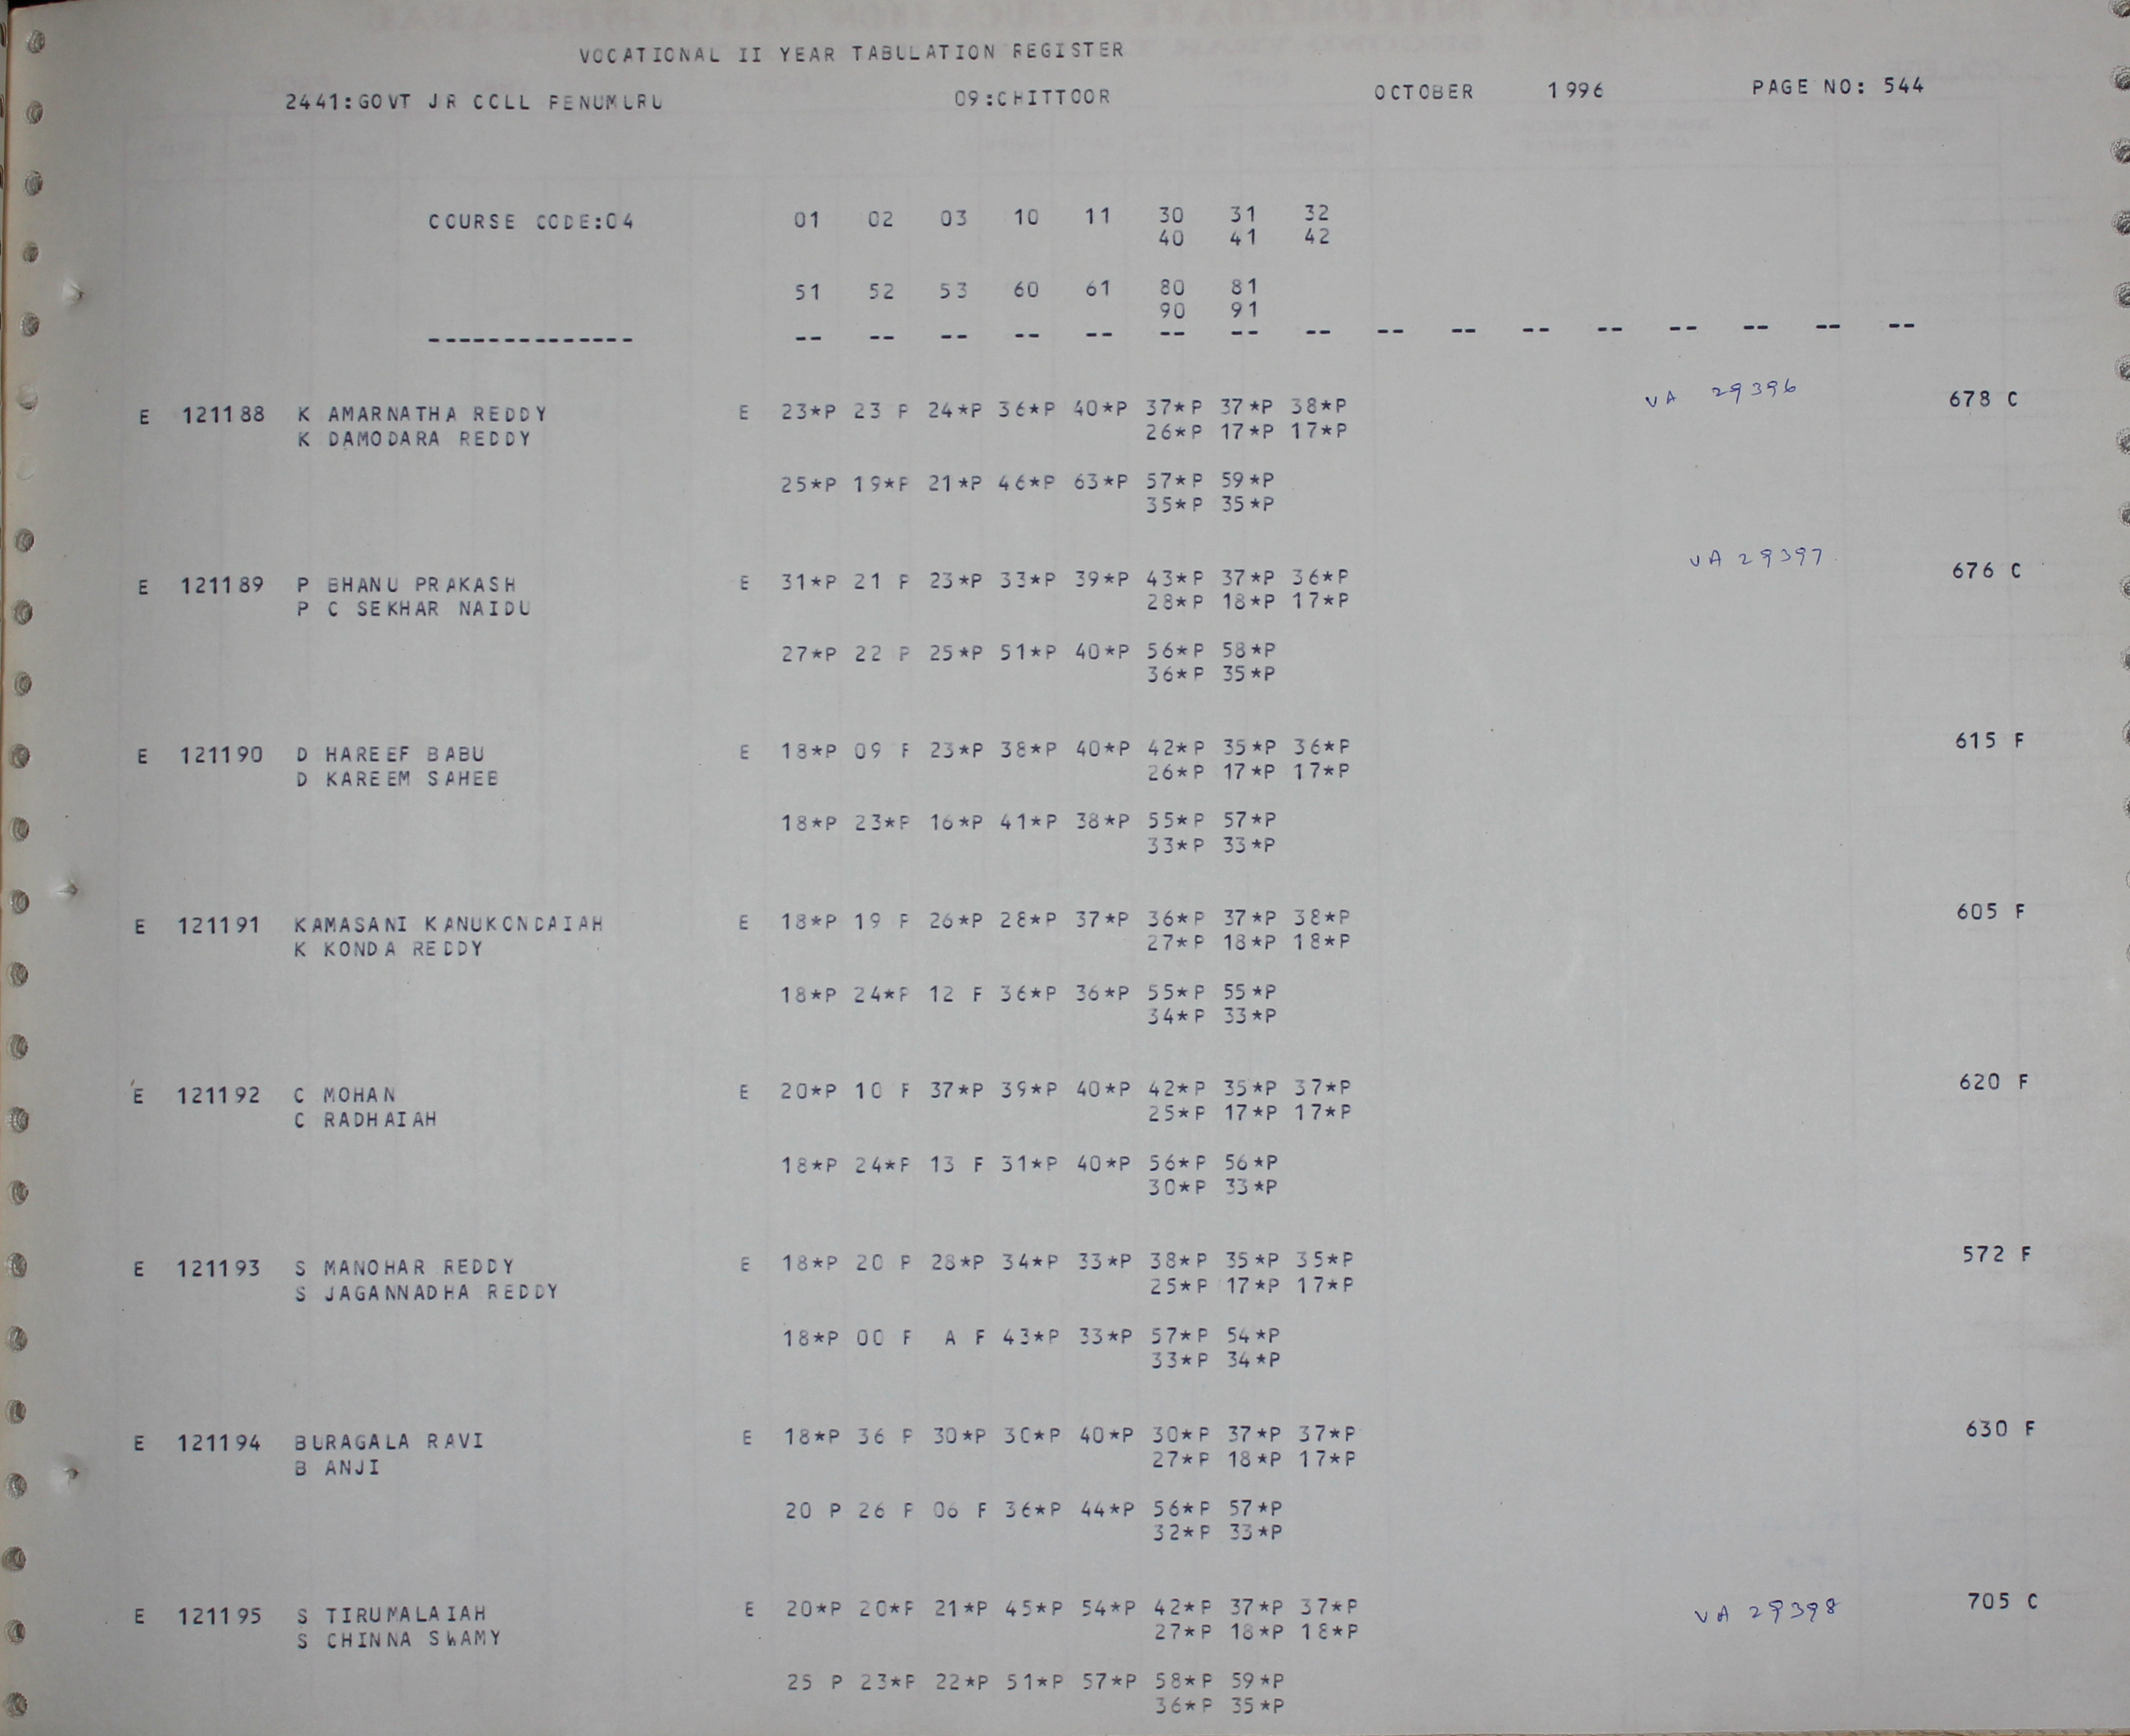 VOCATIONAL II YEAR TABULATION REGISTER
2441:GOVT JR COLL PENUMURU 09:CHITTOOR OCTOBER 1996 PAGE NO: 544
COURSE CODE:04 01 02 03 10 11 30 31 32
40 41 42
51 52 53 60 61 80 81
90 91
-------------- -- -- -- -- -- -- -- -- -- -- -- -- -- -- -- --
E 121188 K AMARNATHA REDDY E 23*P 23 P 24*P 36*P 40*P 37*P 37*P 38*P VA 29396 678 C
K DAMODARA REDDY 26*P 17*P 17*P
25*P 19*P 21*P 46*P 63*P 57*P 59*P
35*P 35*P
E 121189 P BHANU PRAKASH E 31*P 21 P 23*P 33*P 39*P 43*P 37*P 36*P VA 29397 676 C
P C SEKHAR NAIDU 28*P 18*P 17*P
27*P 22 P 25*P 51*P 40*P 56*P 58*P
36*P 35*P
E 121190 D HAREEF BABU E 18*P 09 F 23*P 38*P 40*P 42*P 35*P 36*P 615 F
D KAREEM SAHEB 26*P 17*P 17*P
18*P 23*P 16*P 41*P 38*P 55*P 57*P
33*P 33*P
E 121191 KAMASANI KANUKONDAIAH E 18*P 19 P 26*P 28*P 37*P 36*P 37*P 38*P 605 F
K KONDA REDDY 27*P 18*P 18*P
18*P 24*P 12 F 36*P 36*P 55*P 55*P
34*P 33*P
E 121192 C MOHAN E 20*P 10 F 37*P 39*P 40*P 42*P 35*P 37*P 620 F
C RADHAIAH 25*P 17*P 17*P
18*P 24*P 13 F 31*P 40*P 56*P 56*P
30*P 33*P
E 121193 S MANOHAR REDDY E 18*P 20 P 28*P 34*P 33*P 38*P 35*P 35*P 572 F
S JAGANNADHA REDDY 25*P 17*P 17*P
18*P 00 F A F 43*P 33*P 57*P 54*P
33*P 34*P
E 121194 BURAGALA RAVI E 18*P 36 P 30*P 30*P 40*P 30*P 37*P 37*P 630 F
B ANJI 27*P 18*P 17*P
20 P 26 P 06 F 36*P 44*P 56*P 57*P
32*P 33*P
E 121195 S TIRUMALAIAH E 20*P 20*P 21*P 45*P 54*P 42*P 37*P 37*P VA 29398 705 C
S CHINNA SWAMY 27*P 18*P 18*P
25 P 23*P 22*P 51*P 57*P 58*P 59*P
36*P 35*P